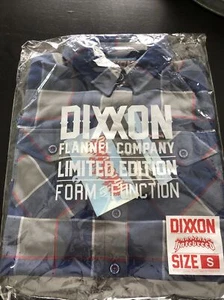 DIXXON
FLANNEL COMPANY
LIMITED EDITION
FORM FUNCTION
DIXXON
SIZE S